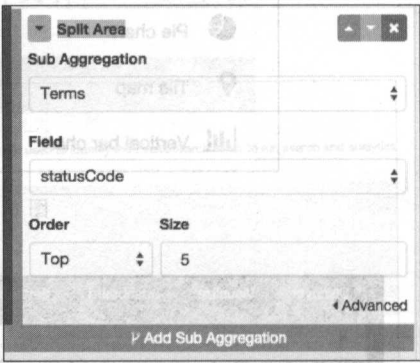 Split Area
Sub Aggregation
Terms
Field
statusCode
Order Size
Top 5
Advanced
Add Sub Aggregation